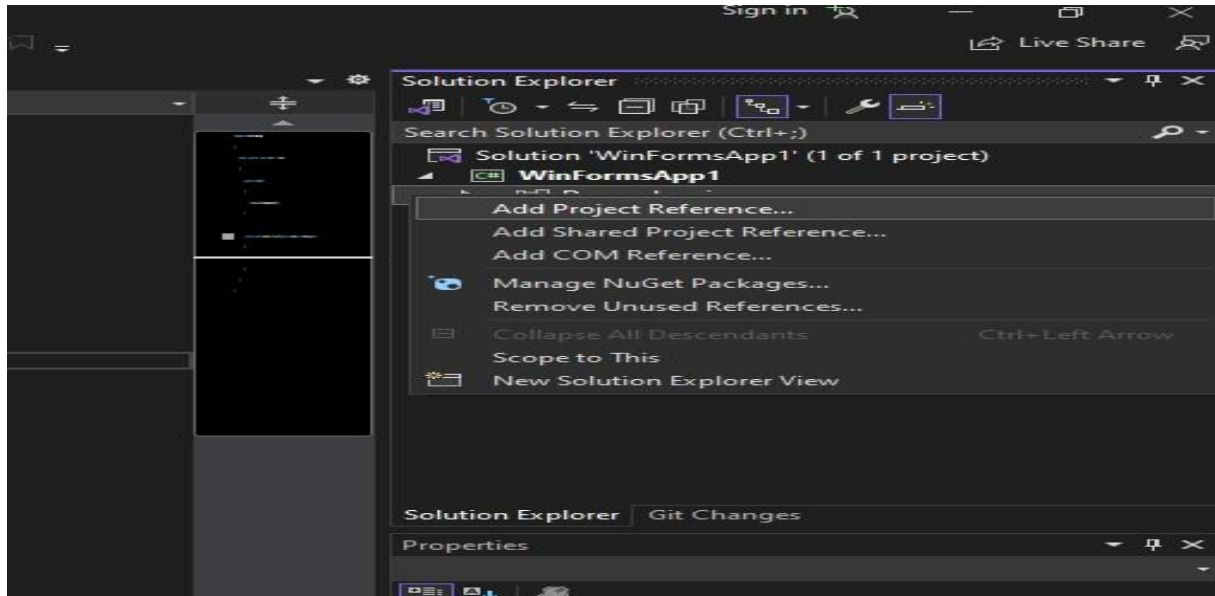 Sign in
Live Share
Solution Explorer
Search Solution Explorer (Ctrl+;)
Solution 'WinFormsApp1' (1 of 1 project)
C# WinFormsApp1
Add Project Reference...
Add Shared Project Reference...
Add COM Reference...
Manage NuGet Packages...
Remove Unused References...
Collapse All Descendants Ctrl+Left Arrow
Scope to This
New Solution Explorer View
Solution Explorer Git Changes
Properties